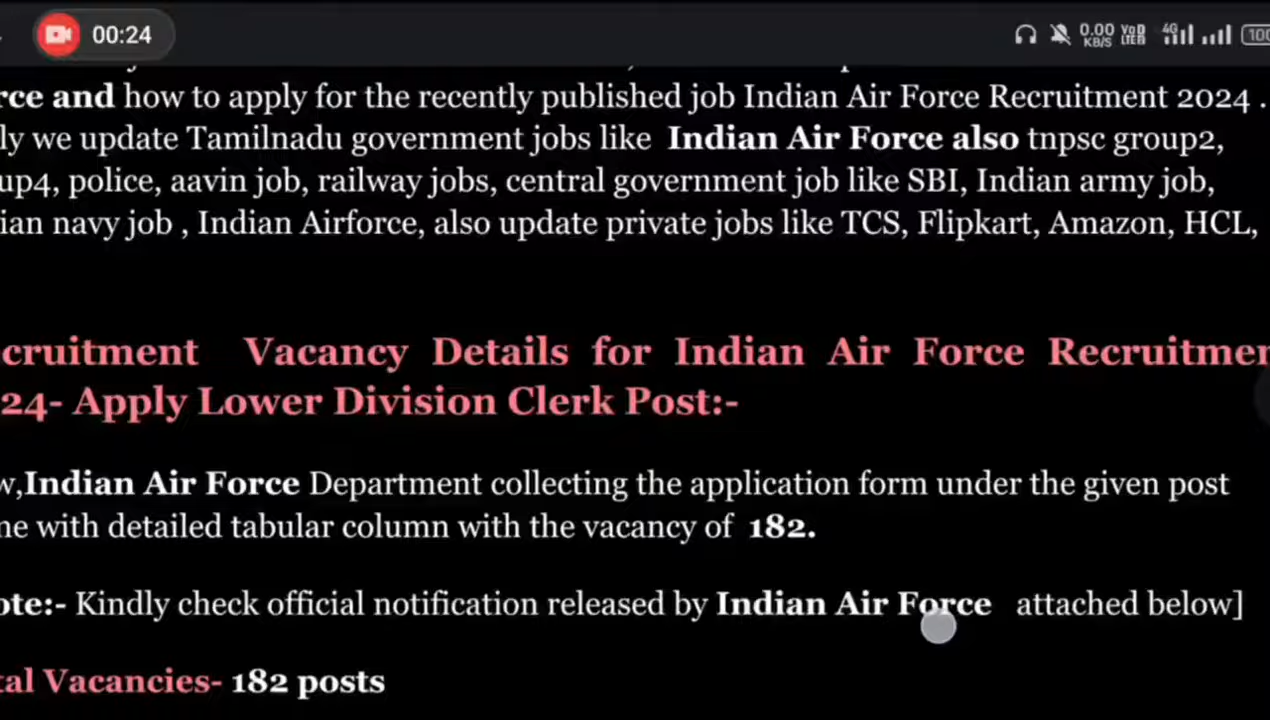 00:24 0.00 KB/S VoD LTE 4G 100
rce and how to apply for the recently published job Indian Air Force Recruitment 2024 .
ly we update Tamilnadu government jobs like Indian Air Force also tnpsc group2,
up4, police, aavin job, railway jobs, central government job like SBI, Indian army job,
ian navy job , Indian Airforce, also update private jobs like TCS, Flipkart, Amazon, HCL,
cruitment Vacancy Details for Indian Air Force Recruitmen
24- Apply Lower Division Clerk Post:-
w,Indian Air Force Department collecting the application form under the given post
me with detailed tabular column with the vacancy of 182.
ote:- Kindly check official notification released by Indian Air Force attached below]
tal Vacancies- 182 posts